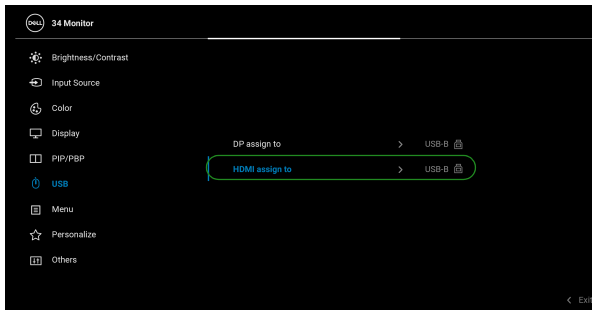 DELL 34 Monitor
Brightness/Contrast
Input Source
Color
Display
DP assign to USB-B
PIP/PBP
HDMI assign to USB-B
USB
Menu
Personalize
Others
Exit